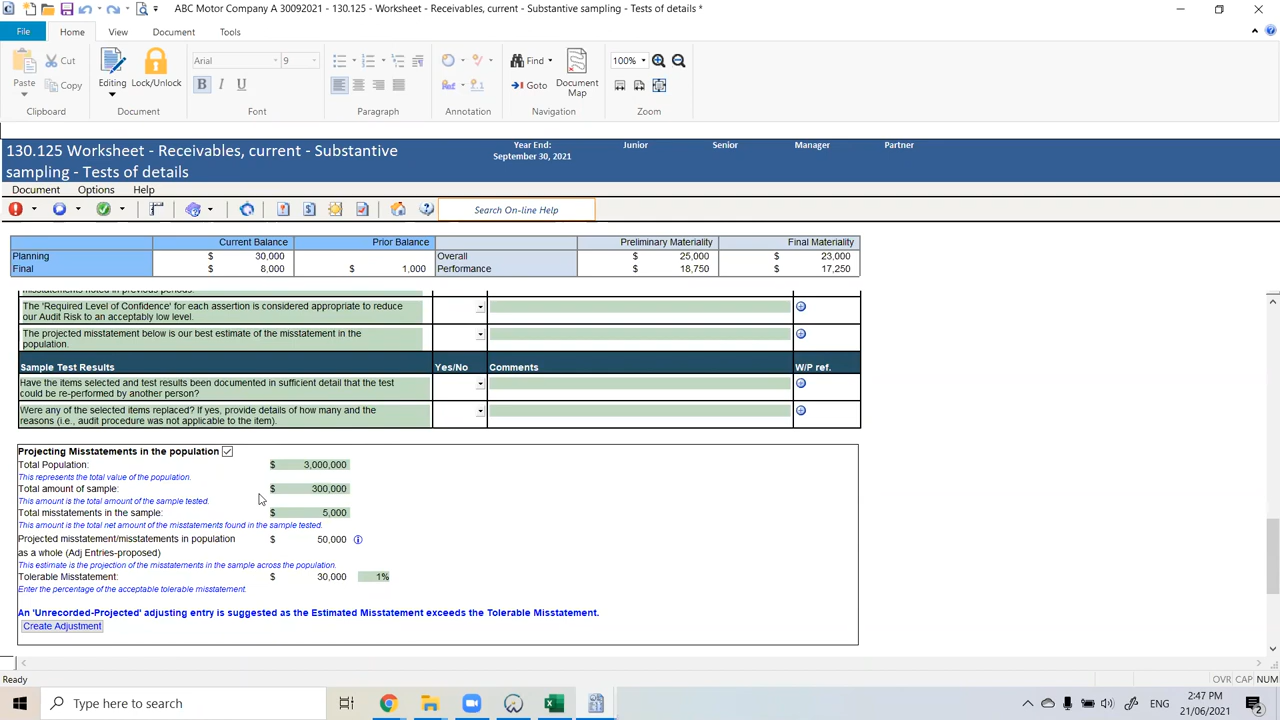 ABC Motor Company A 30092021 - 130.125 - Worksheet - Receivables, current - Substantive sampling - Tests of details *
File Home View Document Tools
Paste Cut Copy Editing Lock/Unlock Arial 9 B I U Ref Find Goto Document Map 100%
Clipboard Document Font Paragraph Annotation Navigation Zoom
130.125 Worksheet - Receivables, current - Substantive
sampling - Tests of details
Year End:
September 30, 2021
Junior Senior Manager Partner
Document Options Help
Search On-line Help
Current Balance Prior Balance Preliminary Materiality Final Materiality
Planning $ 30,000 Overall $ 25,000 $ 23,000
Final $ 8,000 $ 1,000 Performance $ 18,750 $ 17,250
misstatements noted in previous periods.
The 'Required Level of Confidence' for each assertion is considered appropriate to reduce
our Audit Risk to an acceptably low level.
The projected misstatement below is our best estimate of the misstatement in the
population.
Sample Test Results Yes/No Comments W/P ref.
Have the items selected and test results been documented in sufficient detail that the test
could be re-performed by another person?
Were any of the selected items replaced? If yes, provide details of how many and the
reasons (i.e., audit procedure was not applicable to the item).
Projecting Misstatements in the population
Total Population: $ 3,000,000
This represents the total value of the population.
Total amount of sample: $ 300,000
This amount is the total amount of the sample tested.
Total misstatements in the sample: $ 5,000
This amount is the total net amount of the misstatements found in the sample tested.
Projected misstatement/misstatements in population $ 50,000
as a whole (Adj Entries-proposed)
This estimate is the projection of the misstatements in the sample across the population.
Tolerable Misstatement: $ 30,000 1%
Enter the percentage of the acceptable tolerable misstatement.
An 'Unrecorded-Projected' adjusting entry is suggested as the Estimated Misstatement exceeds the Tolerable Misstatement.
Create Adjustment
Ready OVR CAP NUM
Type here to search
ENG
2:47 PM
21/06/2021
2